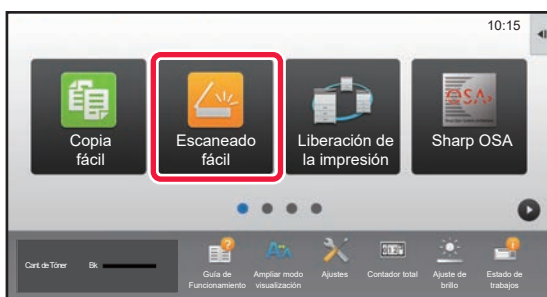 10:15
Copia
fácil
Escaneado
fácil
Liberación de
la impresión
Sharp OSA
Cant. de Tóner
Bk
Guía de
Funcionamiento
Ampliar modo
visualización
Ajustes
Contador total
Ajuste de
brillo
Estado de
trabajos